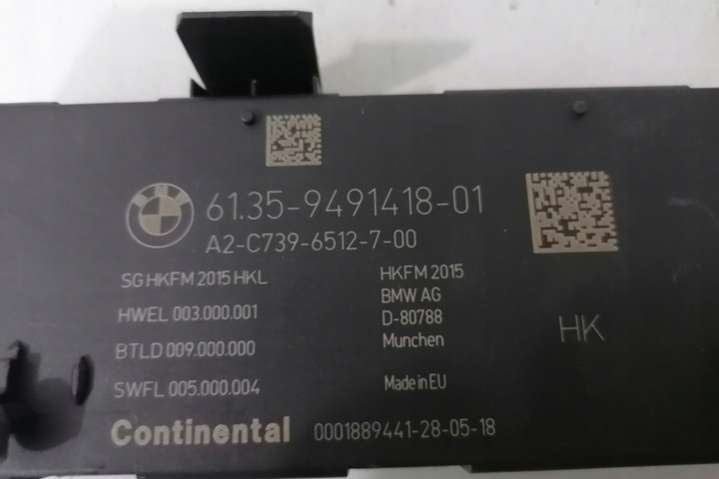 61.35-9491418-01
A2-C739-6512-7-00
SG HKFM 2015 HKL
HWEL 003.000.001
BTLD 009.000.000
SWFL 005.000.004
HKFM 2015
BMW AG
D-80788
Munchen
Made in EU
HK
Continental 0001889441-28-05-18